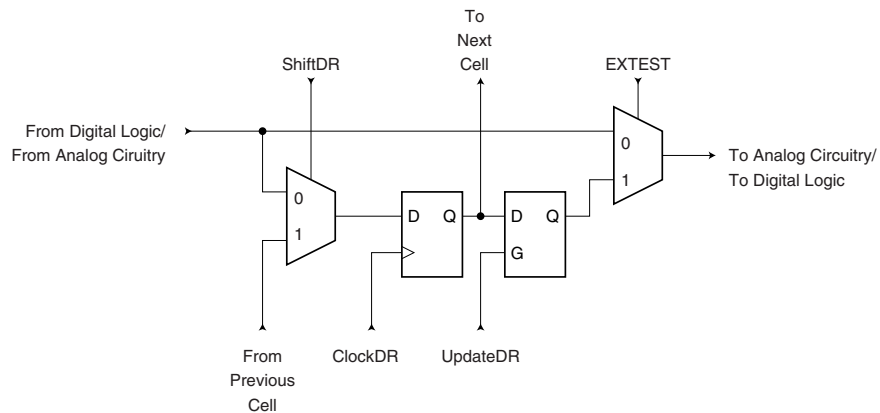 To
Next
Cell
ShiftDR
EXTEST
From Digital Logic/
From Analog Ciruitry
0
1
To Analog Circuitry/
To Digital Logic
0
1
D Q
D Q
G
From
Previous
Cell
ClockDR
UpdateDR